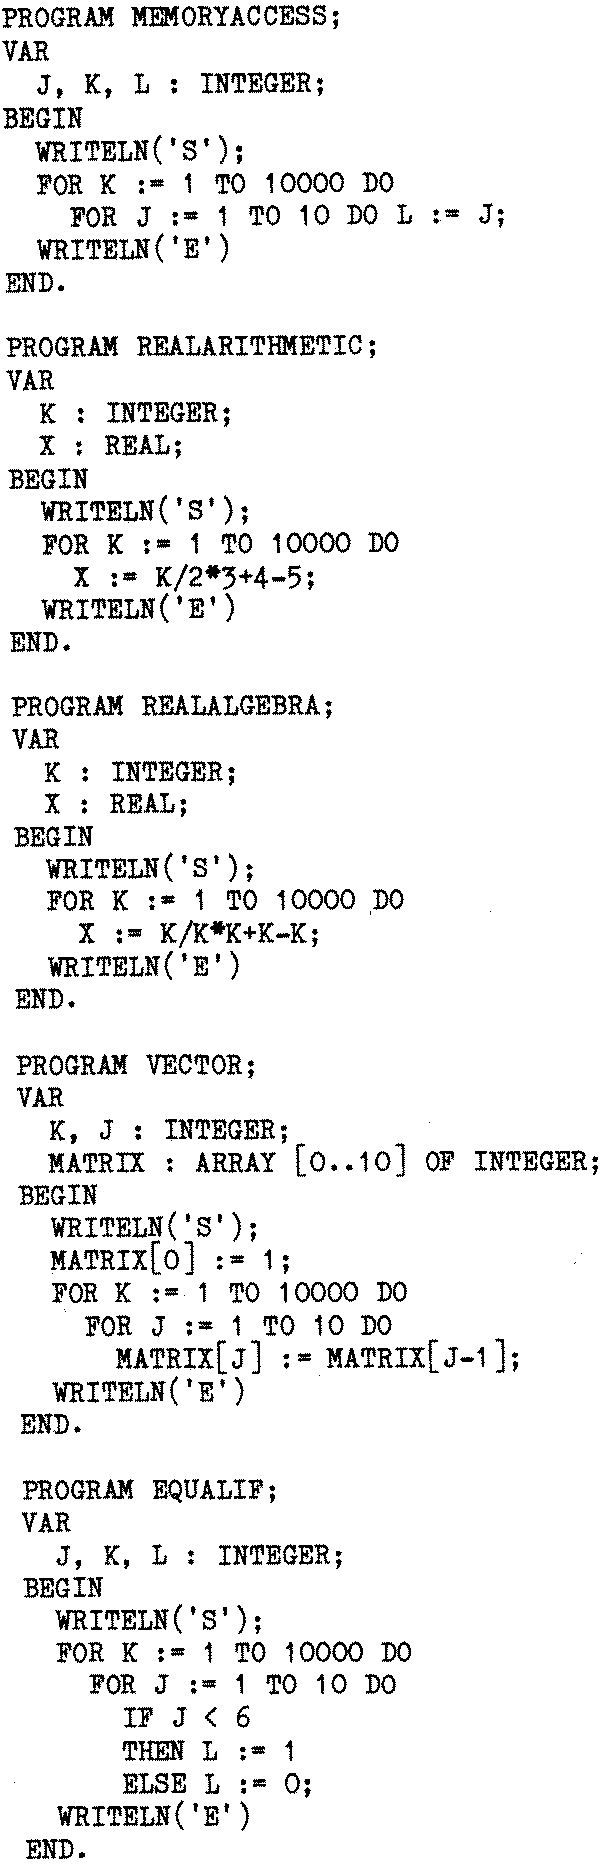 PROGRAM MEMORYACCESS;
VAR
  J, K, L : INTEGER;
BEGIN
  WRITELN('S');
  FOR K := 1 TO 10000 DO
    FOR J := 1 TO 10 DO L := J;
  WRITELN('E')
END.

PROGRAM REALARITHMETIC;
VAR
  K : INTEGER;
  X : REAL;
BEGIN
  WRITELN('S');
  FOR K := 1 TO 10000 DO
    X := K/2*3+4-5;
  WRITELN('E')
END.

PROGRAM REALALGEBRA;
VAR
  K : INTEGER;
  X : REAL;
BEGIN
  WRITELN('S');
  FOR K := 1 TO 10000 DO
    X := K/K*K+K-K;
  WRITELN('E')
END.

PROGRAM VECTOR;
VAR
  K, J : INTEGER;
  MATRIX : ARRAY [0..10] OF INTEGER;
BEGIN
  WRITELN('S');
  MATRIX[0] := 1;
  FOR K := 1 TO 10000 DO
    FOR J := 1 TO 10 DO
      MATRIX[J] := MATRIX[J-1];
  WRITELN('E')
END.

PROGRAM EQUALIF;
VAR
  J, K, L : INTEGER;
BEGIN
  WRITELN('S');
  FOR K := 1 TO 10000 DO
    FOR J := 1 TO 10 DO
      IF J < 6
      THEN L := 1
      ELSE L := 0;
  WRITELN('E')
END.